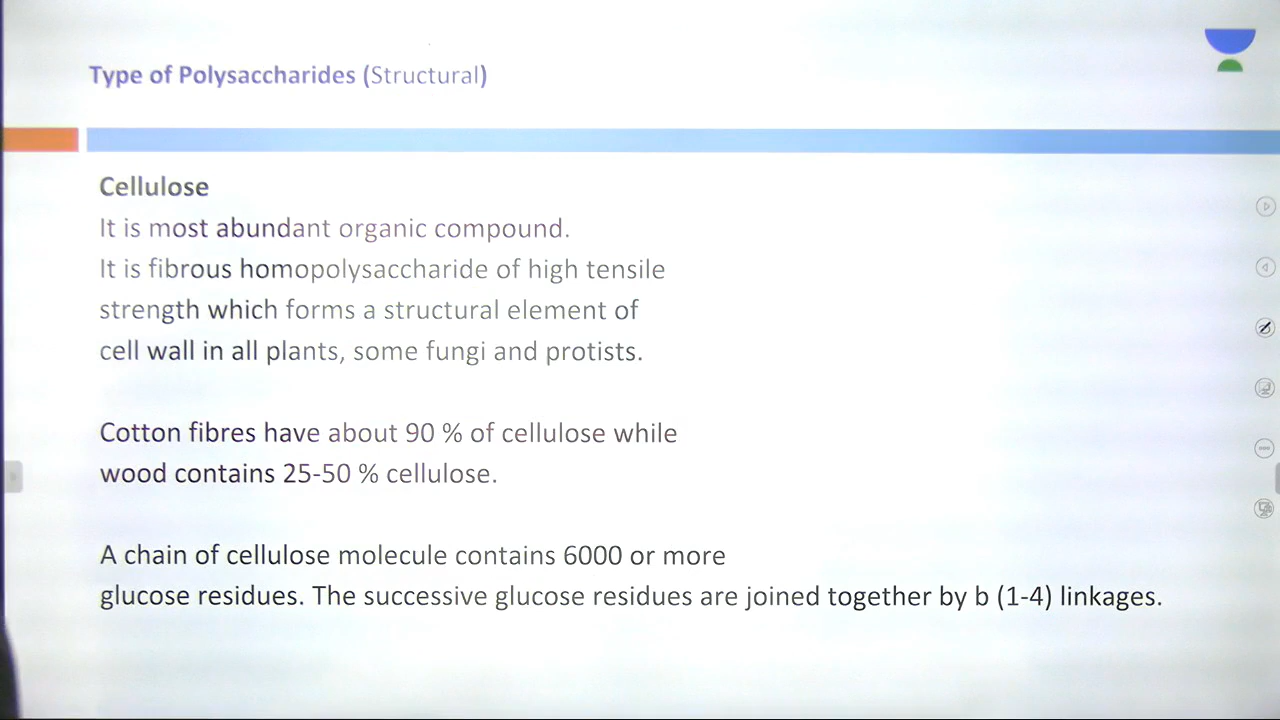 Type of Polysaccharides (Structural)
Cellulose
It is most abundant organic compound.
It is fibrous homopolysaccharide of high tensile
strength which forms a structural element of
cell wall in all plants, some fungi and protists.
Cotton fibres have about 90 % of cellulose while
wood contains 25-50 % cellulose.
A chain of cellulose molecule contains 6000 or more
glucose residues. The successive glucose residues are joined together by b (1-4) linkages.